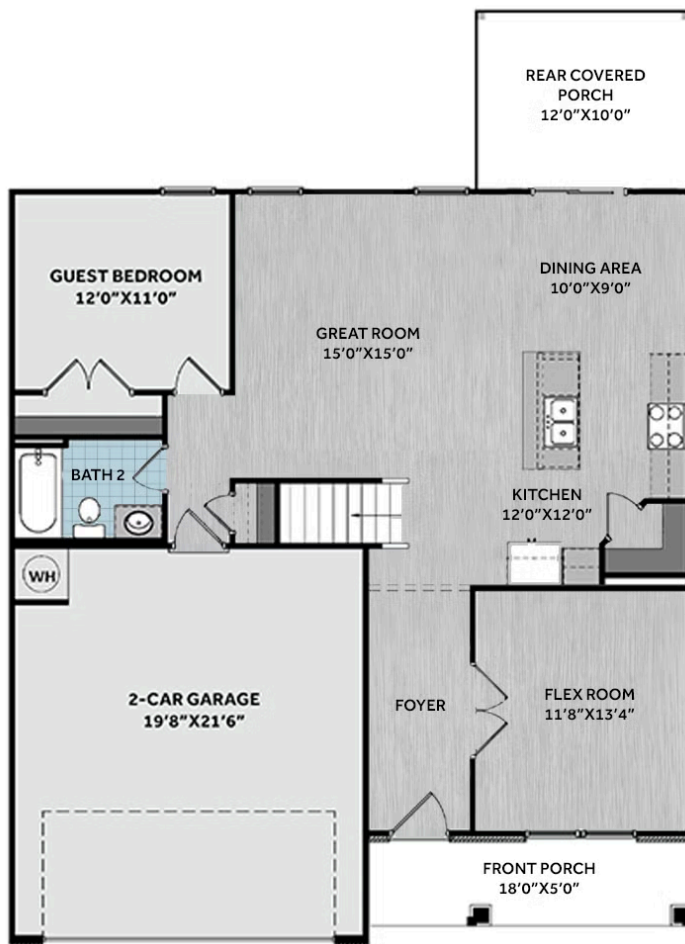 REAR COVERED
PORCH
12'0"X10'0"
GUEST BEDROOM
12'0"X11'0"
DINING AREA
10'0"X9'0"
GREAT ROOM
15'0"X15'0"
BATH 2
KITCHEN
12'0"X12'0"
WH
2-CAR GARAGE
19'8"X21'6"
FOYER
FLEX ROOM
11'8"X13'4"
FRONT PORCH
18'0"X5'0"